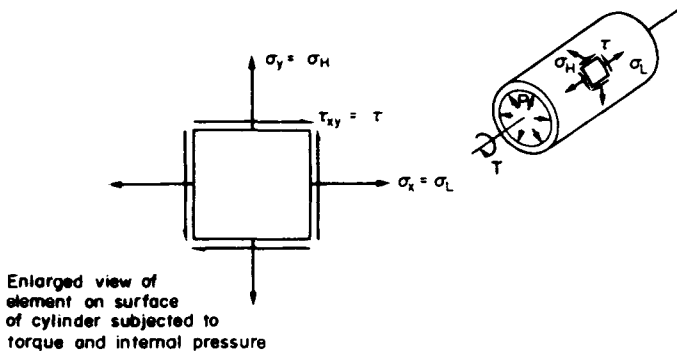 σy = σH
τxy = τ
σx = σL
τ
σH
σL
P
T
Enlarged view of
element on surface
of cylinder subjected to
torque and internal pressure